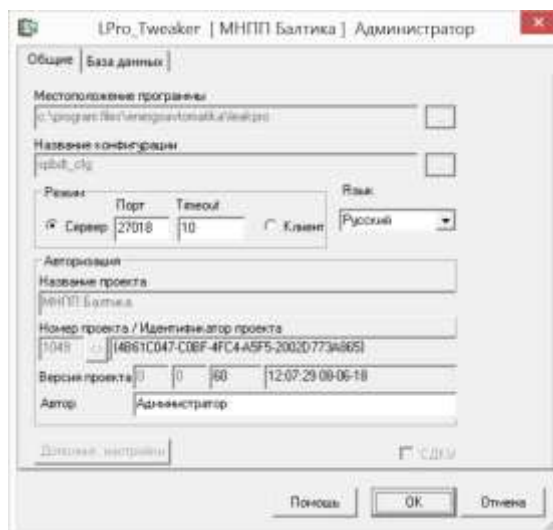 LPro_Tweaker [ МНПП Балтика ] Администратор
Общие База данных
Местоположение программы
c:\program files\energoavtomatika\leakpro
...
Название конфигурации
...
Режим
Порт Timeout
Язык
Сервер 27018 10 Клиент Русский
Авторизация
Название проекта
МНПП Балтика
Номер проекта / Идентификатор проекта
1049 {4B61C047-C0BF-4FC4-A5F5-2002D773A865}
Версия проекта 0 0 60 12:07:29 08-06-18
Автор Администратор
Дополнит. настройки СДКУ
Помощь ОК Отмена